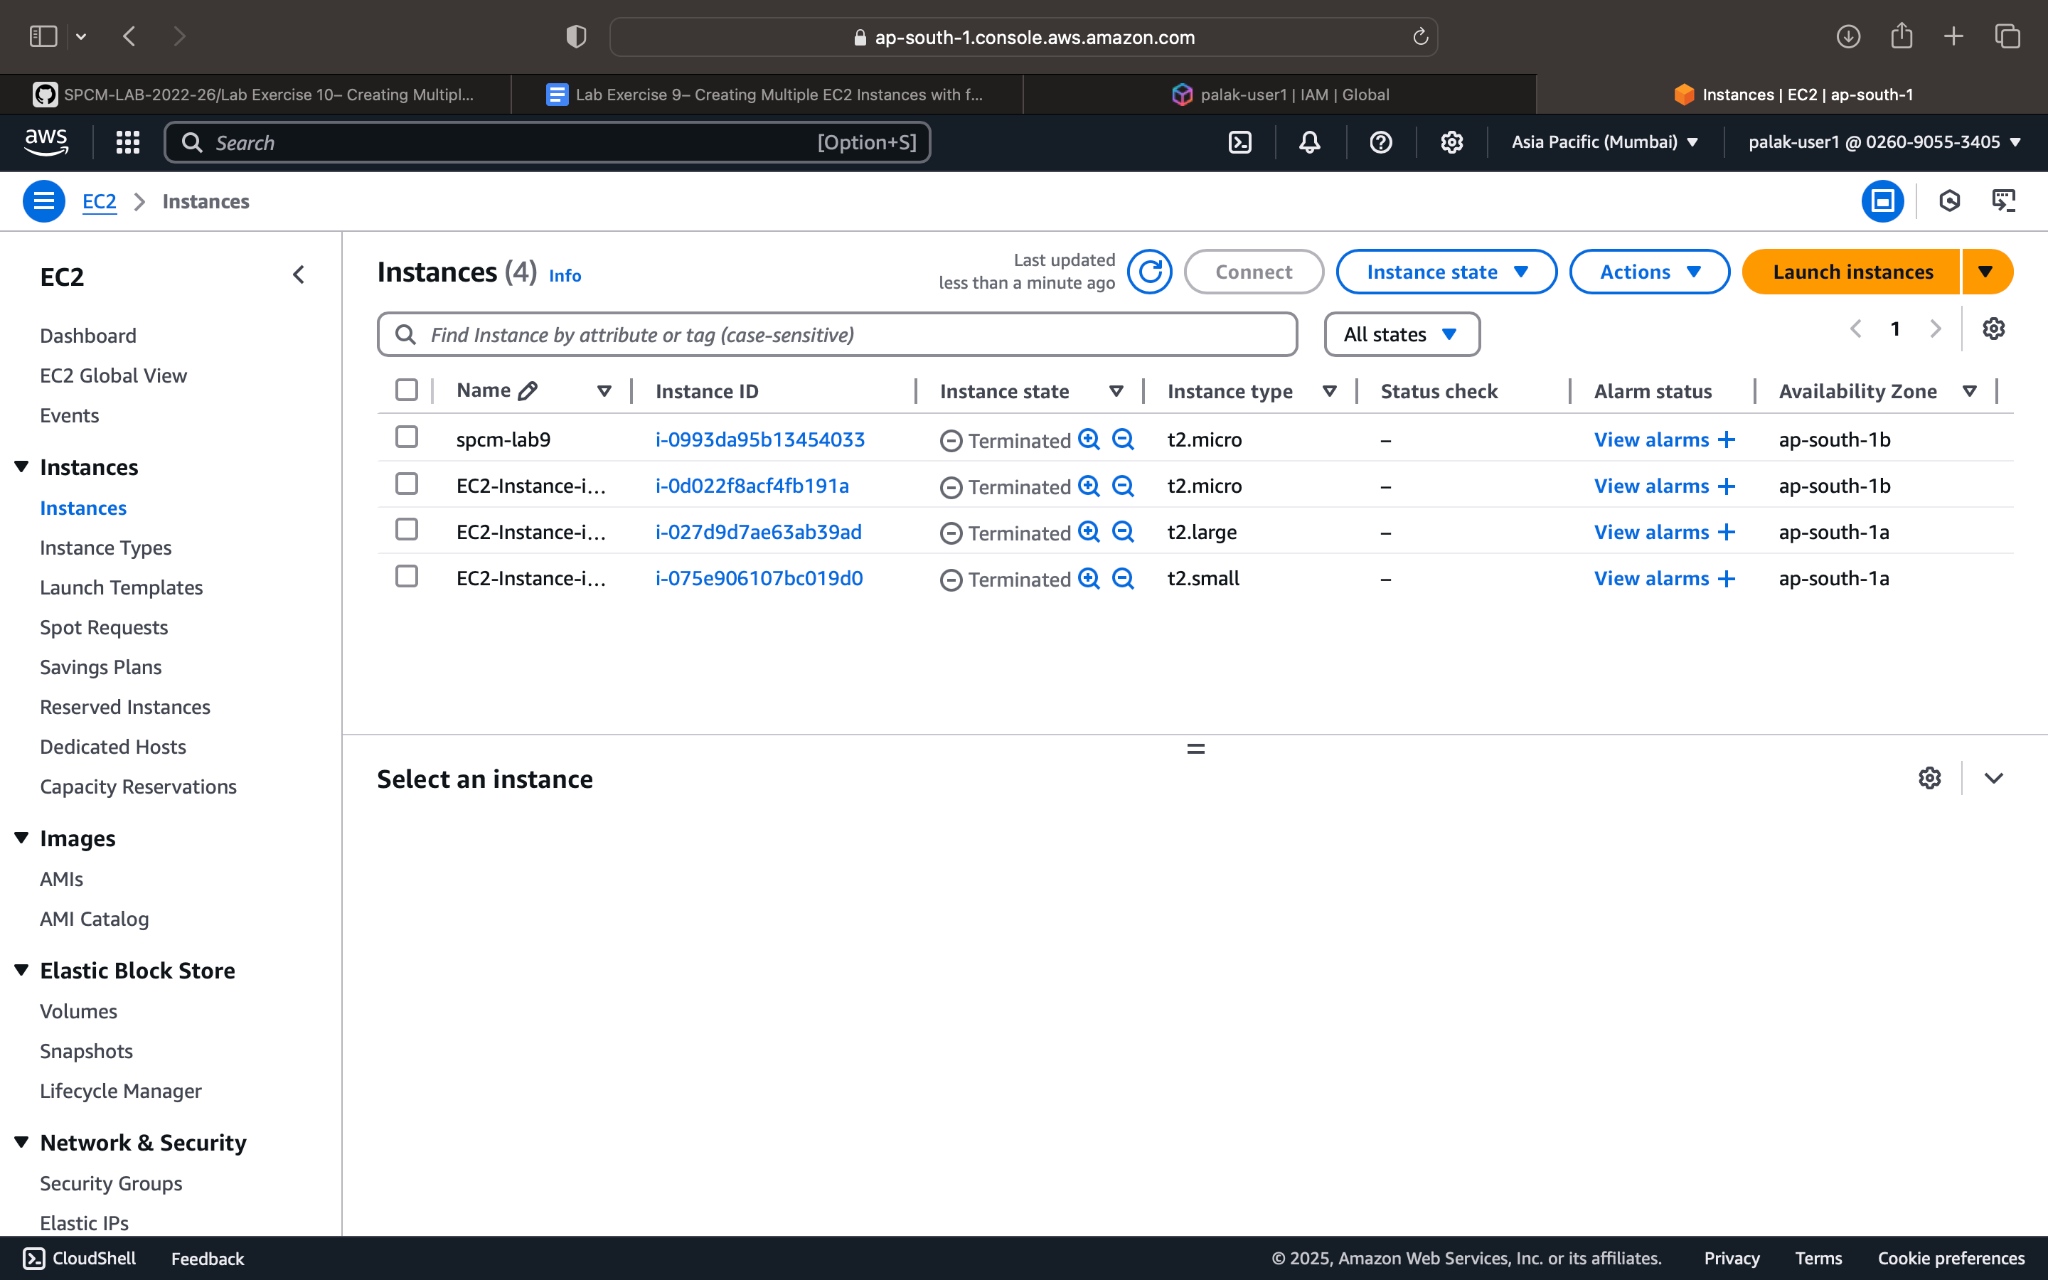 ap-south-1.console.aws.amazon.com
SPCM-LAB-2022-26/Lab Exercise 10– Creating Multipl...
Lab Exercise 9– Creating Multiple EC2 Instances with f...
palak-user1 | IAM | Global
Instances | EC2 | ap-south-1
aws
Search
[Option+S]
Asia Pacific (Mumbai)
palak-user1 @ 0260-9055-3405
EC2
Instances
EC2
Dashboard
EC2 Global View
Events
Instances
Instances
Instance Types
Launch Templates
Spot Requests
Savings Plans
Reserved Instances
Dedicated Hosts
Capacity Reservations
Images
AMIs
AMI Catalog
Elastic Block Store
Volumes
Snapshots
Lifecycle Manager
Network & Security
Security Groups
Elastic IPs
Instances (4) Info
Last updated
less than a minute ago
Connect
Instance state
Actions
Launch instances
Find Instance by attribute or tag (case-sensitive)
All states
1
Name Instance ID Instance state Instance type Status check Alarm status Availability Zone
spcm-lab9 i-0993da95b13454033 Terminated t2.micro – View alarms + ap-south-1b
EC2-Instance-i... i-0d022f8acf4fb191a Terminated t2.micro – View alarms + ap-south-1b
EC2-Instance-i... i-027d9d7ae63ab39ad Terminated t2.large – View alarms + ap-south-1a
EC2-Instance-i... i-075e906107bc019d0 Terminated t2.small – View alarms + ap-south-1a
Select an instance
CloudShell
Feedback
© 2025, Amazon Web Services, Inc. or its affiliates.
Privacy
Terms
Cookie preferences